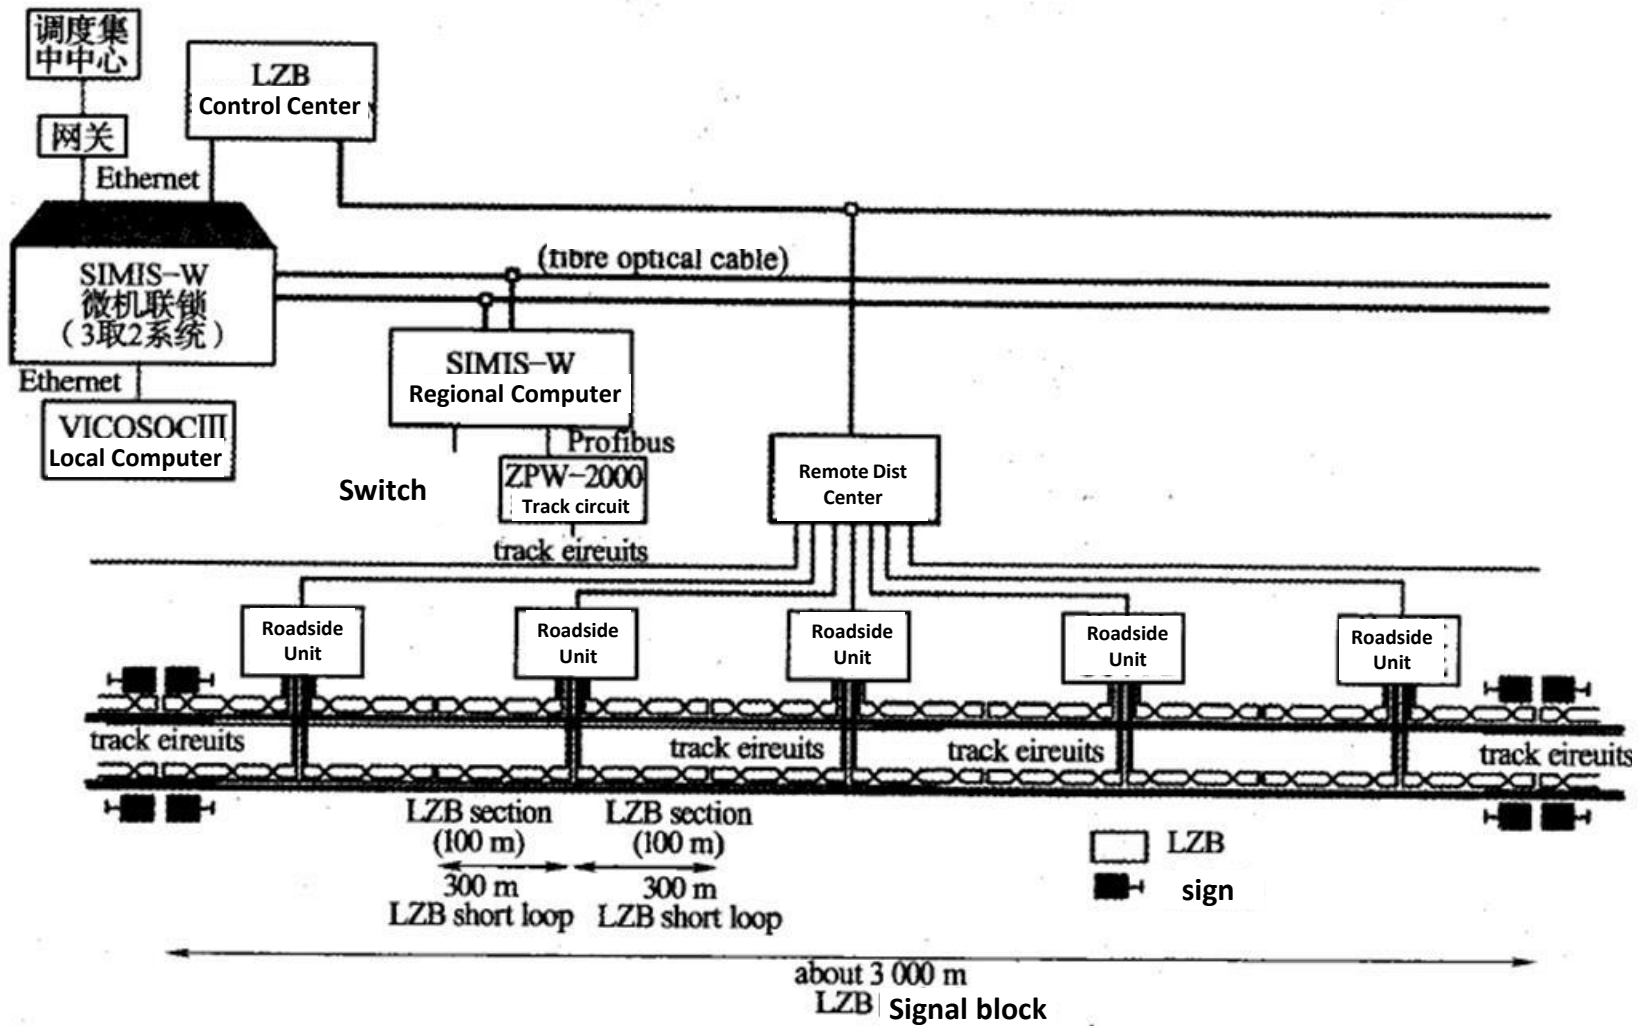 调度集
中中心
LZB
Control Center
网关
Ethernet
(fibre optical cable)
SIMIS-W
微机联锁
(3取2系统)
SIMIS-W
Regional Computer
Ethernet
VICOSOCIII
Local Computer
Profibus
Switch
ZPW-2000
Track circuit
track eireuits
Remote Dist
Center
Roadside
Unit
Roadside
Unit
Roadside
Unit
Roadside
Unit
Roadside
Unit
track eireuits
track eireuits
track eireuits
track eireuits
LZB section
(100 m)
300 m
LZB short loop
LZB section
(100 m)
300 m
LZB short loop
LZB
sign
about 3 000 m
LZB Signal block